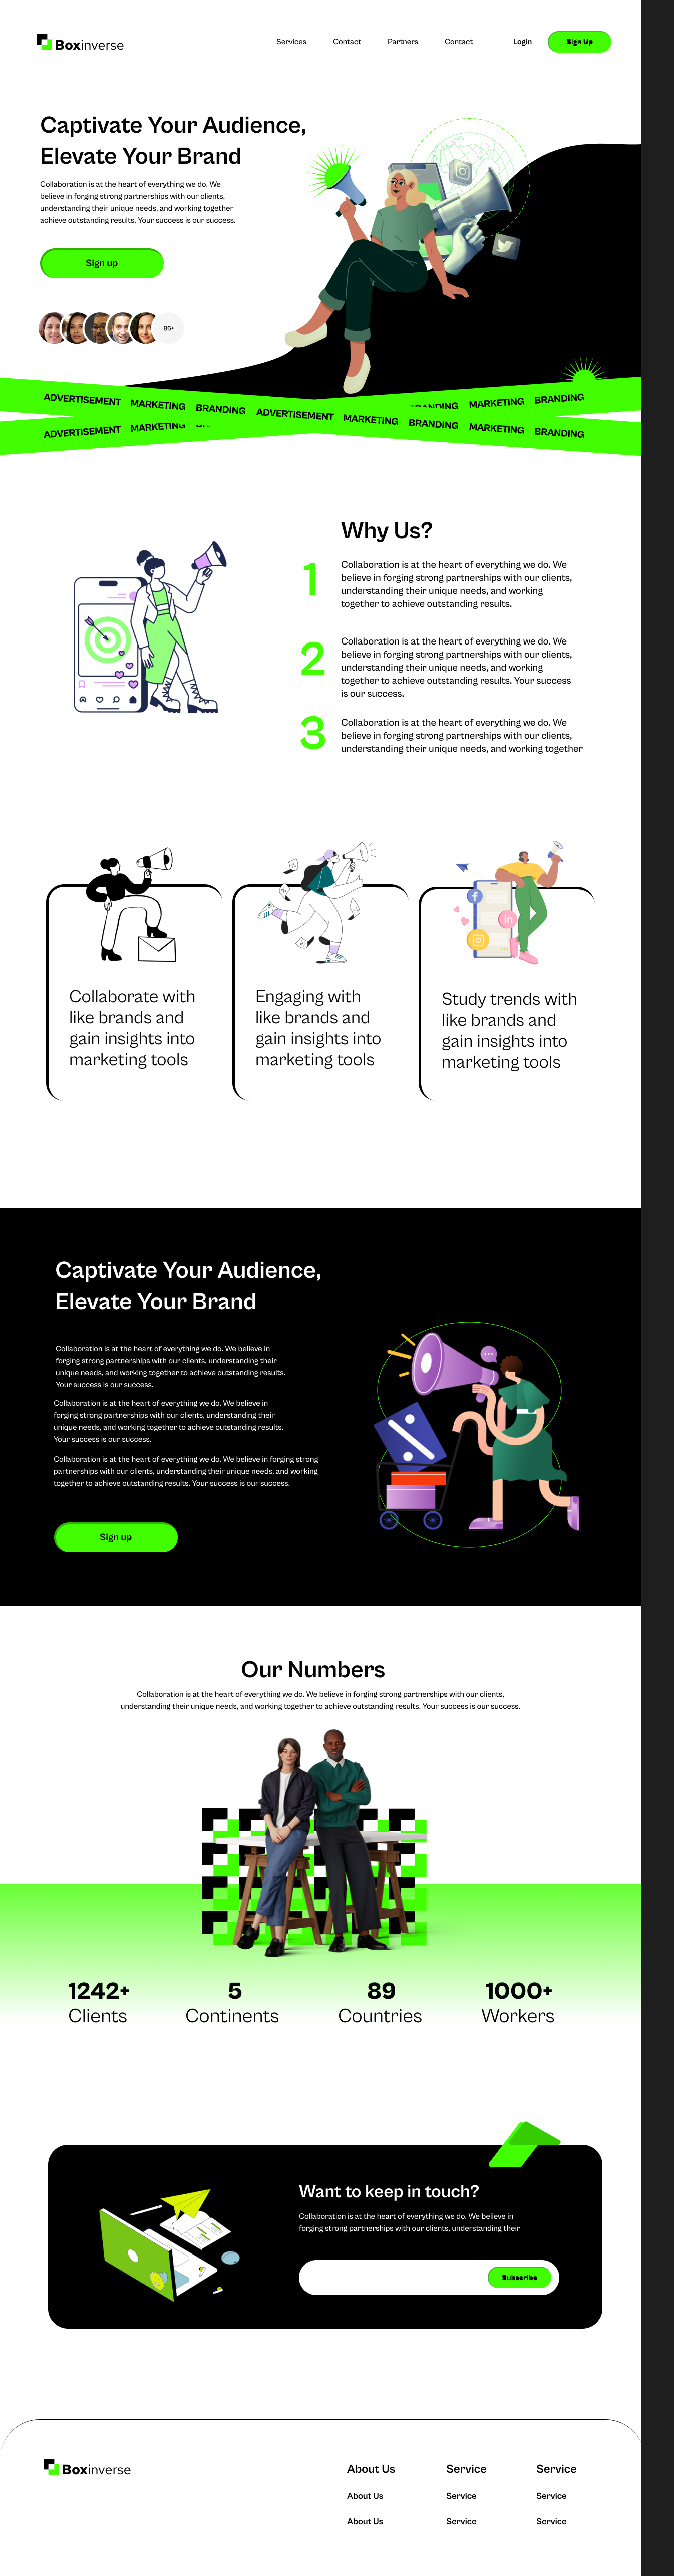 Boxinverse
Services
Contact
Partners
Contact
Login
Sign Up
Captivate Your Audience,
Elevate Your Brand
Collaboration is at the heart of everything we do. We
believe in forging strong partnerships with our clients,
understanding their unique needs, and working together to
achieve outstanding results. Your success is our success.
Sign up
86+
ADVERTISEMENT MARKETING BRANDING ADVERTISEMENT MARKETING BRANDING MARKETING BRANDING
ADVERTISEMENT MARKETING BRANDING MARKETING BRANDING
Why Us?
1
Collaboration is at the heart of everything we do. We
believe in forging strong partnerships with our clients,
understanding their unique needs, and working
together to achieve outstanding results.
2
Collaboration is at the heart of everything we do. We
believe in forging strong partnerships with our clients,
understanding their unique needs, and working
together to achieve outstanding results. Your success
is our success.
3
Collaboration is at the heart of everything we do. We
believe in forging strong partnerships with our clients,
understanding their unique needs, and working together
Collaborate with
like brands and
gain insights into
marketing tools
Engaging with
like brands and
gain insights into
marketing tools
in
Study trends with
like brands and
gain insights into
marketing tools
Captivate Your Audience,
Elevate Your Brand
Collaboration is at the heart of everything we do. We believe in
forging strong partnerships with our clients, understanding their
unique needs, and working together to achieve outstanding results.
Your success is our success.
Collaboration is at the heart of everything we do. We believe in
forging strong partnerships with our clients, understanding their
unique needs, and working together to achieve outstanding results.
Your success is our success.
Collaboration is at the heart of everything we do. We believe in forging strong
partnerships with our clients, understanding their unique needs, and working
together to achieve outstanding results. Your success is our success.
Sign up
Our Numbers
Collaboration is at the heart of everything we do. We believe in forging strong partnerships with our clients,
understanding their unique needs, and working together to achieve outstanding results. Your success is our success.
1242+
Clients
5
Continents
89
Countries
1000+
Workers
Want to keep in touch?
Collaboration is at the heart of everything we do. We believe in
forging strong partnerships with our clients, understanding their
Subscribe
Boxinverse
About Us
About Us
About Us
Service
Service
Service
Service
Service
Service